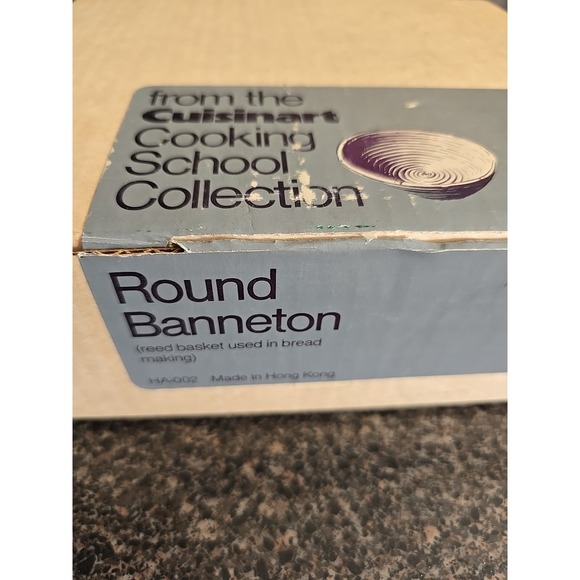 from the
Cuisinart
Cooking
School
Collection
Round
Banneton
(reed basket used in bread
making)
HA-002 Made in Hong Kong